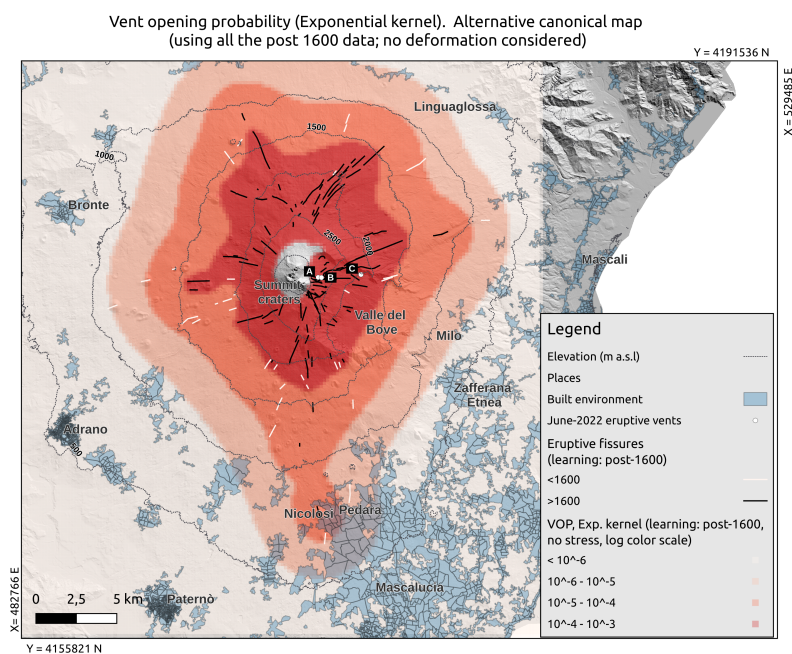 Vent opening probability (Exponential kernel). Alternative canonical map
(using all the post 1600 data; no deformation considered)
Y = 4191536 N
X = 529485 E
Linguaglossa
1500
1000
Bronte
2500
2000
A
B
C
Mascali
Summit
craters
Valle del
Bove
Milo
Zafferana
Etnea
Adrano
500
Nicolosi
Pedara
Mascalucia
Paternò
0 2,5 5 km
X= 482766 E
Y = 4155821 N
Legend
Elevation (m a.s.l)
Places
Built environment
June-2022 eruptive vents
Eruptive fissures
(learning: post-1600)
<1600
>1600
VOP, Exp. kernel (learning: post-1600,
no stress, log color scale)
< 10^-6
10^-6 - 10^-5
10^-5 - 10^-4
10^-4 - 10^-3